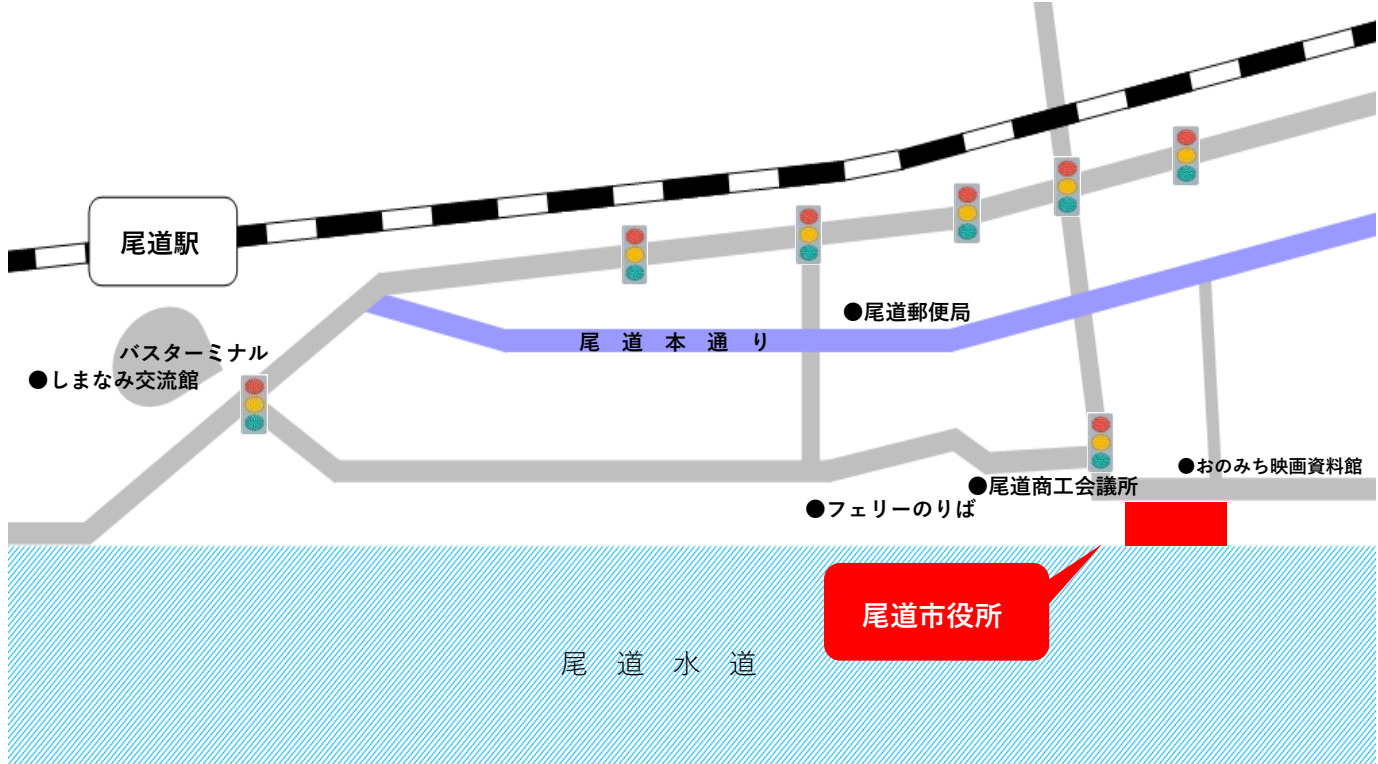 尾道駅
●尾道郵便局
尾道本通り
バスターミナル
●しまなみ交流館
●おのみち映画資料館
●尾道商工会議所
●フェリーのりば
尾道市役所
尾道水道